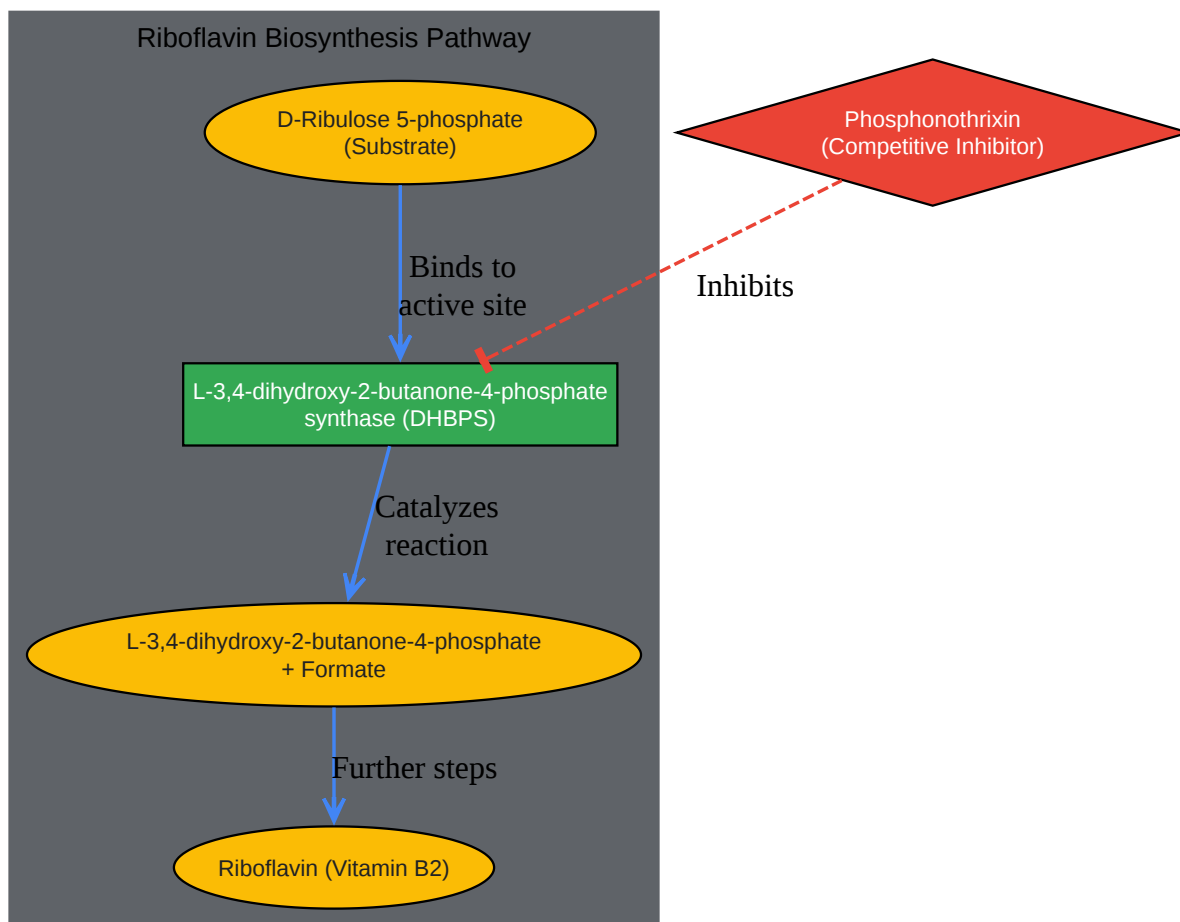 Riboflavin Biosynthesis Pathway
D-Ribulose 5-phosphate
(Substrate)
Phosphonothrixin
(Competitive Inhibitor)
Binds to
active site
Inhibits
L-3,4-dihydroxy-2-butanone-4-phosphate
synthase (DHBPS)
Catalyzes
reaction
L-3,4-dihydroxy-2-butanone-4-phosphate
+ Formate
Further steps
Riboflavin (Vitamin B2)